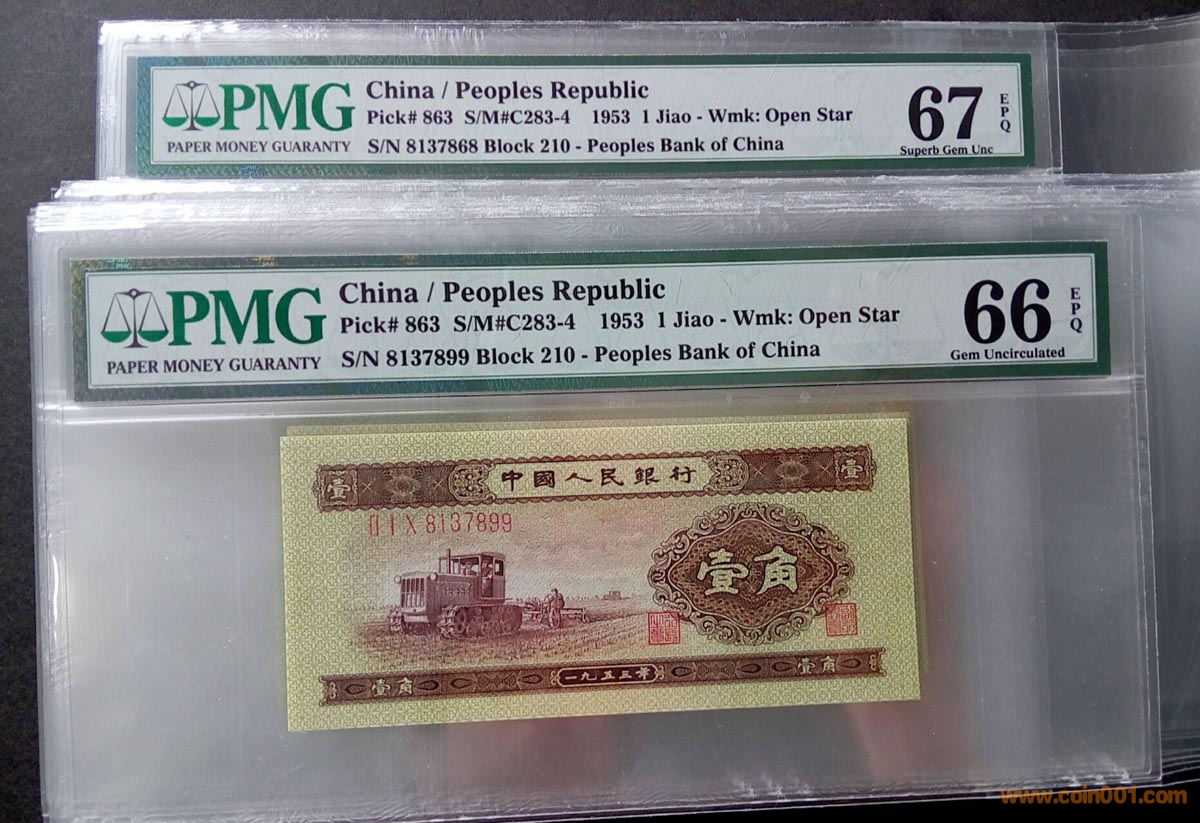 PMG
PAPER MONEY GUARANTY
China / Peoples Republic
Pick# 863 S/M#C283-4 1953 1 Jiao - Wmk: Open Star
S/N 8137868 Block 210 - Peoples Bank of China
67
EPQ
Superb Gem Unc
PMG
PAPER MONEY GUARANTY
China / Peoples Republic
Pick# 863 S/M#C283-4 1953 1 Jiao - Wmk: Open Star
S/N 8137899 Block 210 - Peoples Bank of China
66
EPQ
Gem Uncirculated
壹 中國人民銀行 壹
ⅡⅠⅩ 8137899
壹角
壹角 一九五三年 壹角
www.coin001.com